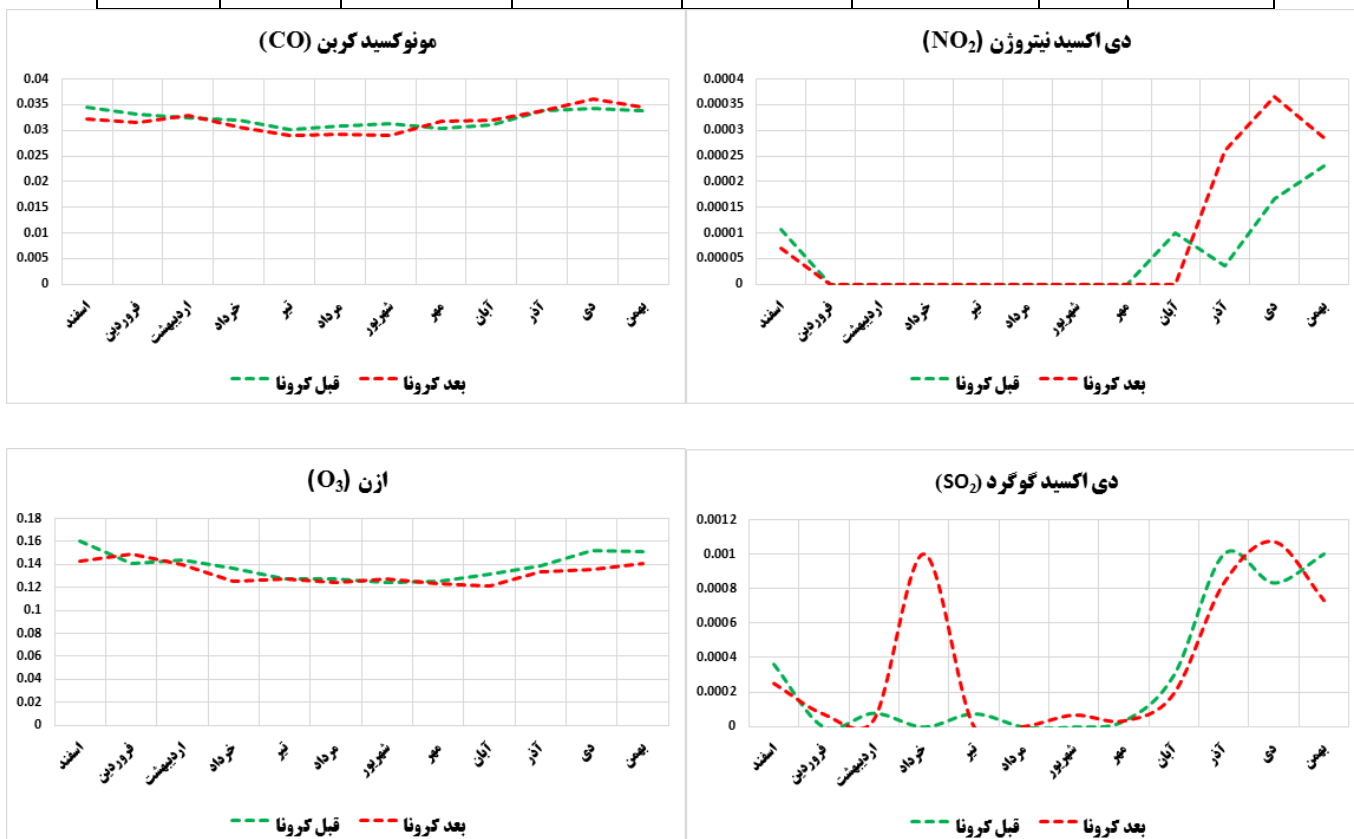 مونوکسید کربن (CO)
0.04
0.035
0.03
0.025
0.02
0.015
0.01
0.005
0
اسفند
فروردین
اردیبهشت
خرداد
تیر
مرداد
شهریور
مهر
آبان
آذر
دی
بهمن
قبل کرونا
بعد کرونا
دی اکسید نیتروژن (NO₂)
0.0004
0.00035
0.0003
0.00025
0.0002
0.00015
0.0001
0.00005
0
اسفند
فروردین
اردیبهشت
خرداد
تیر
مرداد
شهریور
مهر
آبان
آذر
دی
بهمن
قبل کرونا
بعد کرونا
ازن (O₃)
0.18
0.16
0.14
0.12
0.1
0.08
0.06
0.04
0.02
0
اسفند
فروردین
اردیبهشت
خرداد
تیر
مرداد
شهریور
مهر
آبان
آذر
دی
بهمن
قبل کرونا
بعد کرونا
دی اکسید گوگرد (SO₂)
0.0012
0.001
0.0008
0.0006
0.0004
0.0002
0
اسفند
فروردین
اردیبهشت
خرداد
تیر
مرداد
شهریور
مهر
آبان
آذر
دی
بهمن
قبل کرونا
بعد کرونا